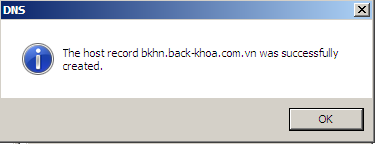 DNS
The host record bkhn.back-khoa.com.vn was successfully
created.
OK